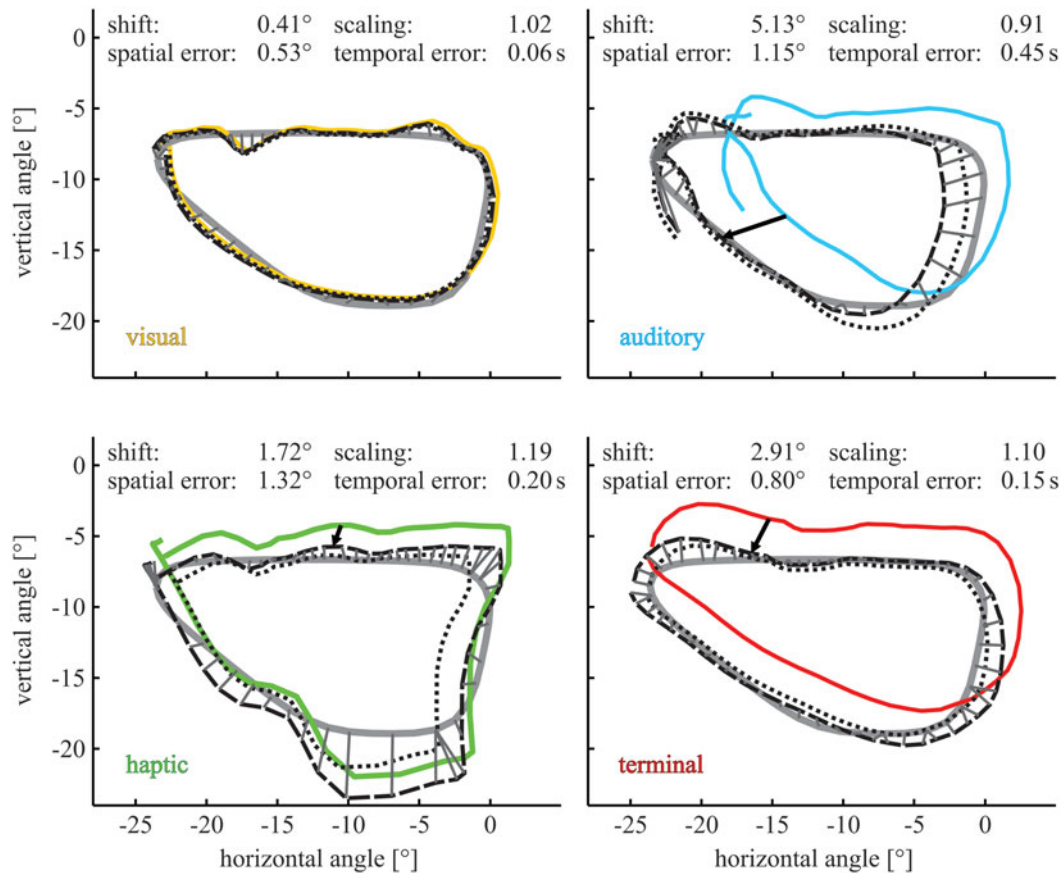 shift: 0.41° scaling: 1.02
spatial error: 0.53° temporal error: 0.06 s
shift: 5.13° scaling: 0.91
spatial error: 1.15° temporal error: 0.45 s
0
-5
-10
-15
-20
vertical angle [°]
visual
auditory
shift: 1.72° scaling: 1.19
spatial error: 1.32° temporal error: 0.20 s
shift: 2.91° scaling: 1.10
spatial error: 0.80° temporal error: 0.15 s
0
-5
-10
-15
-20
vertical angle [°]
haptic
terminal
-25 -20 -15 -10 -5 0
horizontal angle [°]
-25 -20 -15 -10 -5 0
horizontal angle [°]